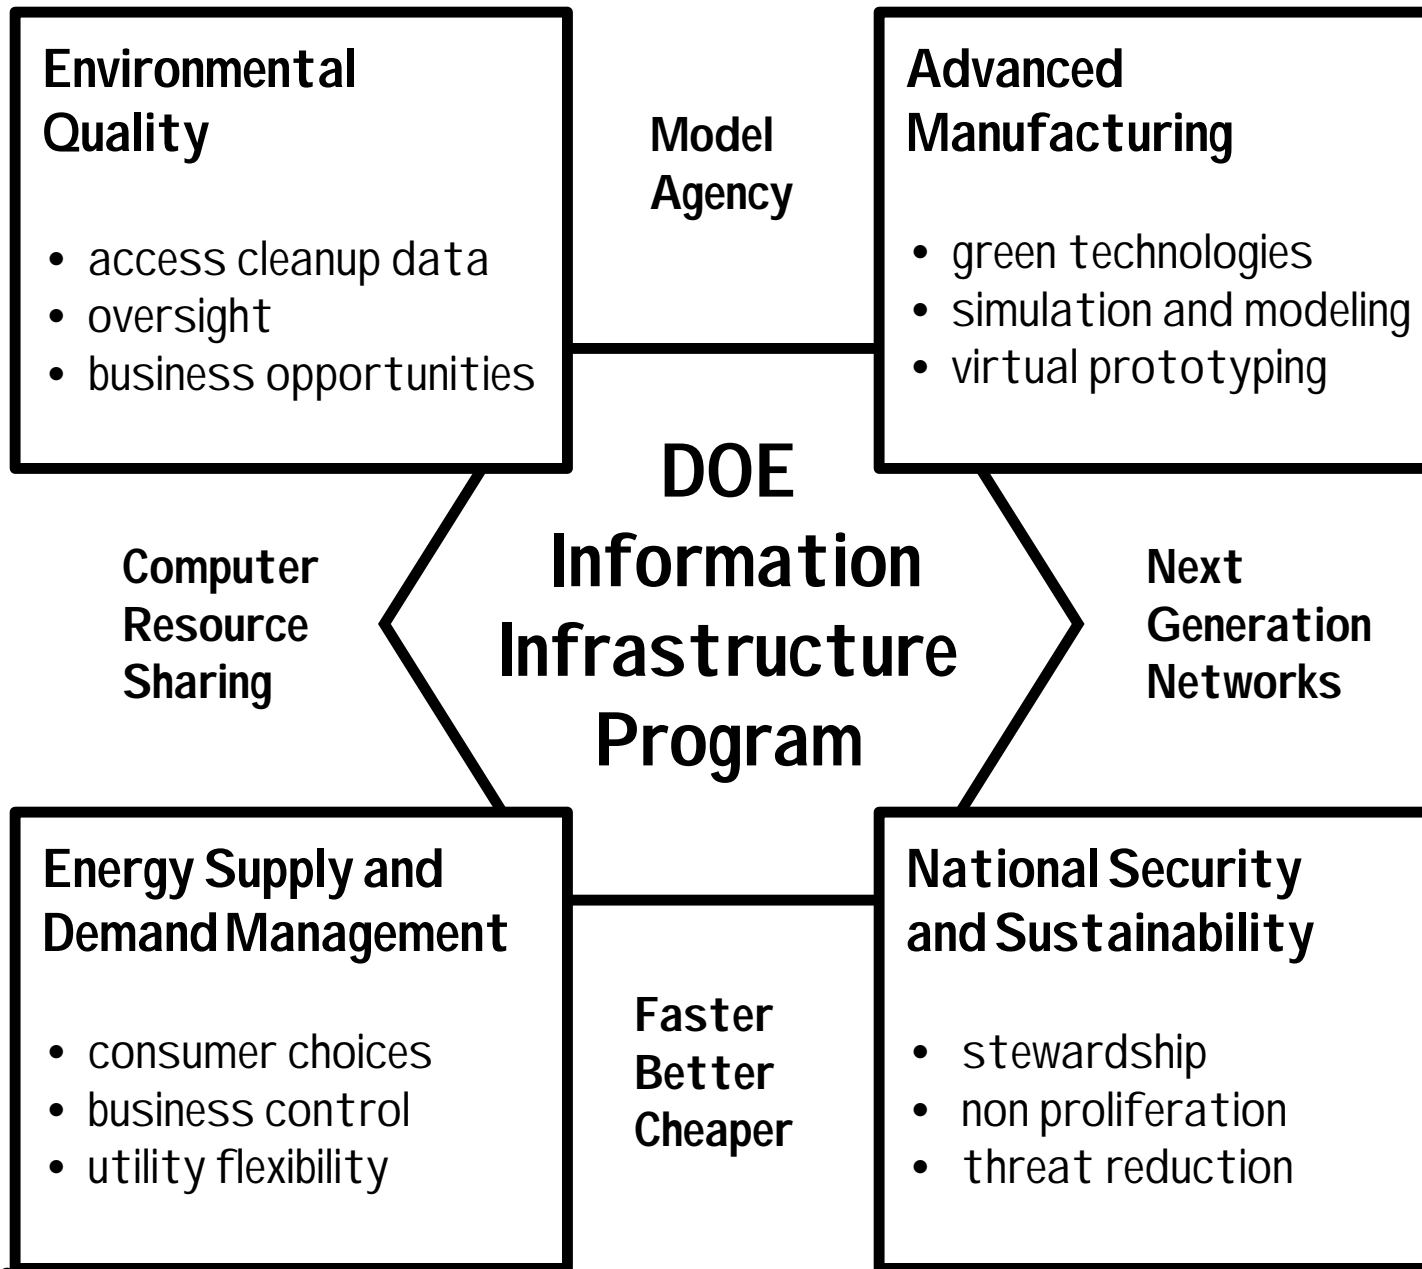 Environmental
Quality
• access cleanup data
• oversight
• business opportunities
Model
Agency
Advanced
Manufacturing
• green technologies
• simulation and modeling
• virtual prototyping
Computer
Resource
Sharing
DOE
Information
Infrastructure
Program
Next
Generation
Networks
Energy Supply and
Demand Management
• consumer choices
• business control
• utility flexibility
Faster
Better
Cheaper
National Security
and Sustainability
• stewardship
• non proliferation
• threat reduction